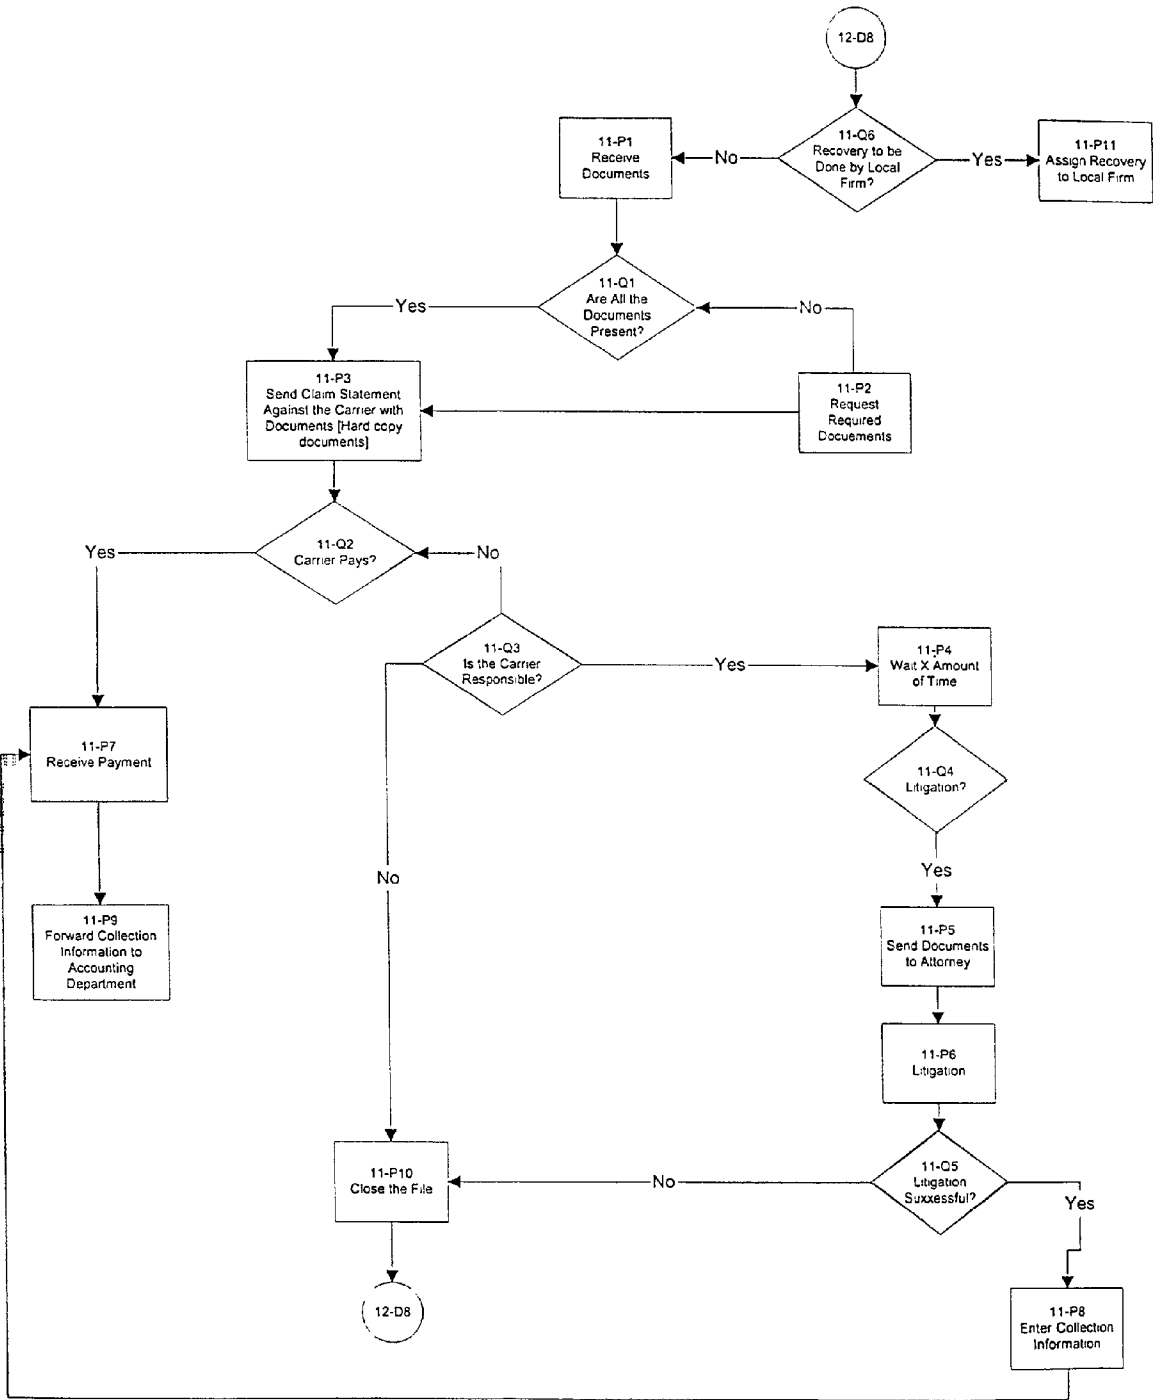 12-D8
11-Q6
Recovery to be
Done by Local
Firm?
No
Yes
11-P1
Receive
Documents
11-P11
Assign Recovery
to Local Firm
11-Q1
Are All the
Documents
Present?
Yes
No
11-P3
Send Claim Statement
Against the Carrier with
Documents [Hard copy
documents]
11-P2
Request
Required
Docuements
11-Q2
Carrier Pays?
Yes
No
11-Q3
Is the Carrier
Responsible?
Yes
11-P4
Wait X Amount
of Time
11-P7
Receive Payment
11-Q4
Litigation?
No
Yes
11-P9
Forward Collection
Information to
Accounting
Department
11-P5
Send Documents
to Attorney
11-P6
Litigation
11-P10
Close the File
No
11-Q5
Litigation
Suxxessful?
Yes
12-D8
11-P8
Enter Collection
Information